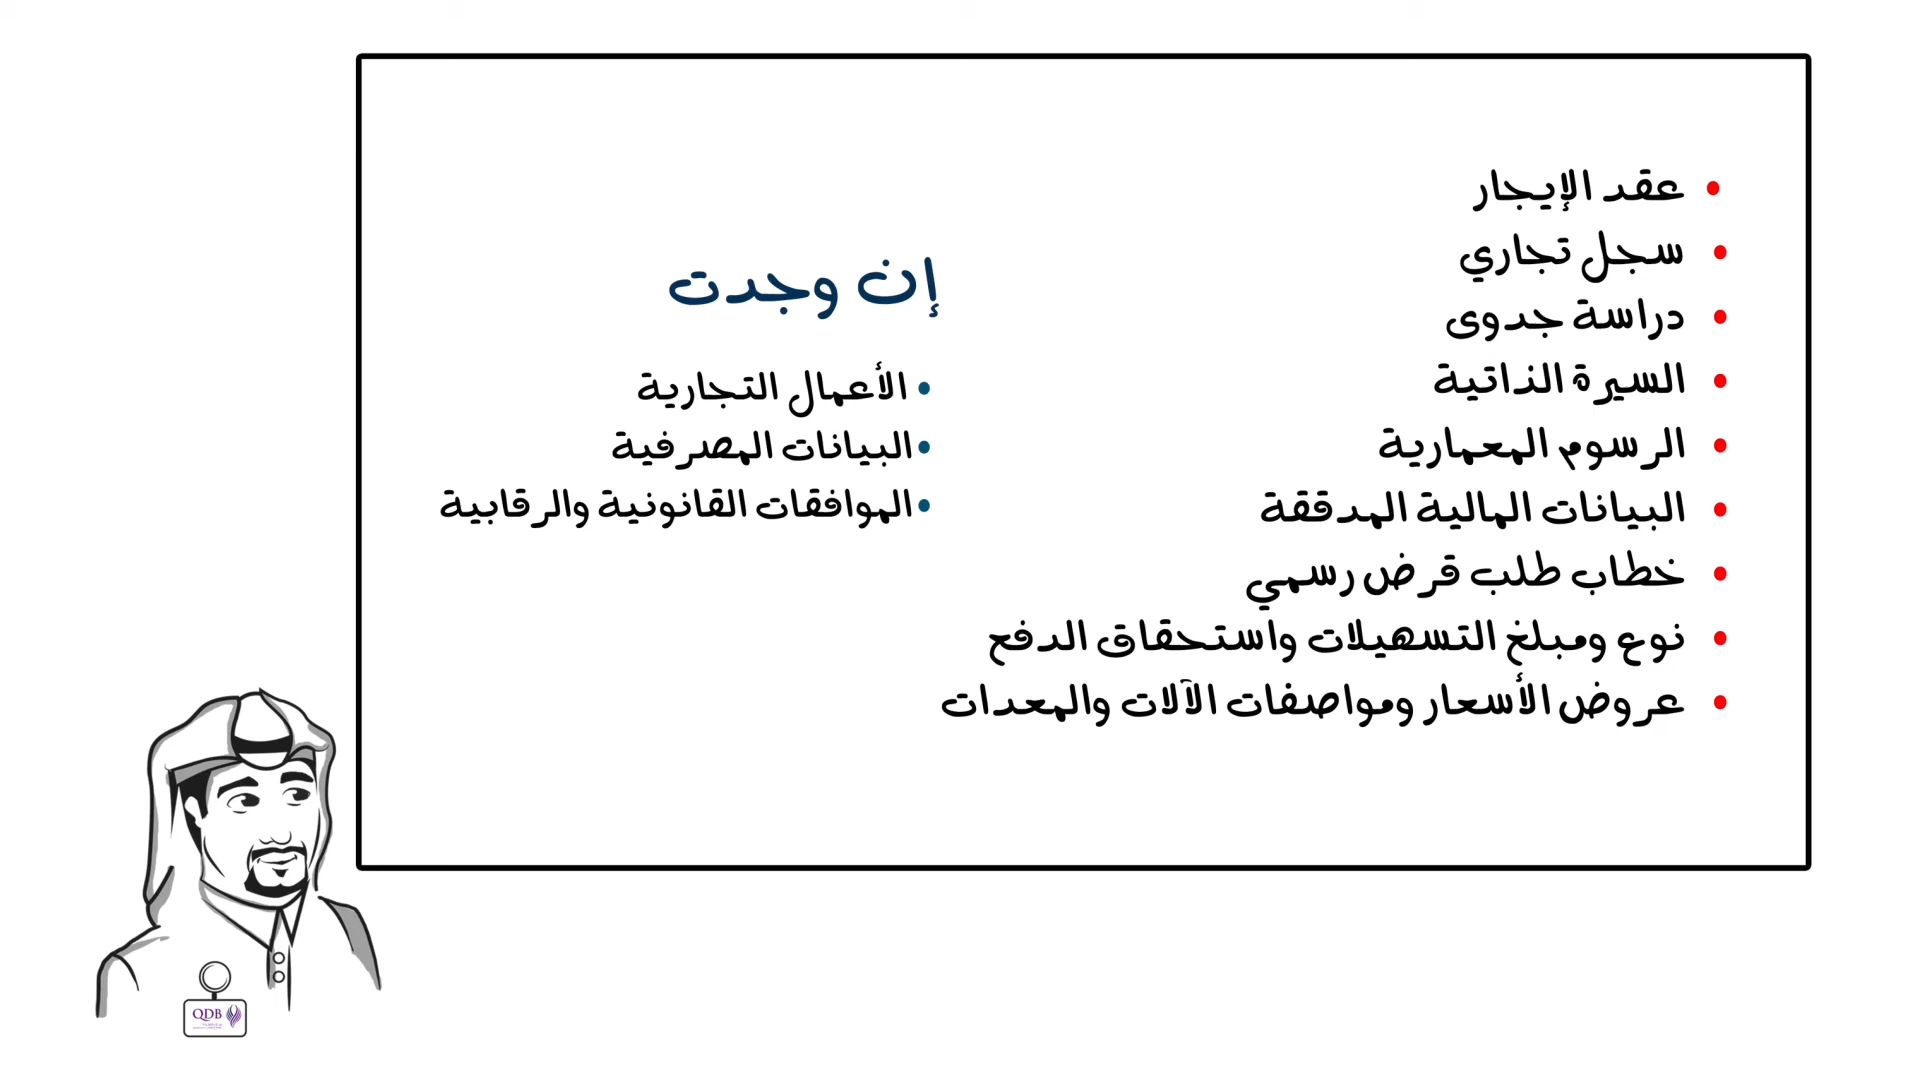 عقد الإيجار
سجل تجاري
دراسة جدوى
السيرة الذاتية
الرسوم المعمارية
البيانات المالية المدققة
خطاب طلب قرض رسمي
نوع ومبلغ التسهيلات واستحقاق الدفع
عروض الأسعار ومواصفات الآلات والمعدات
إن وجدت
الأعمال التجارية
البيانات المصرفية
الموافقات القانونية والرقابية
QDB